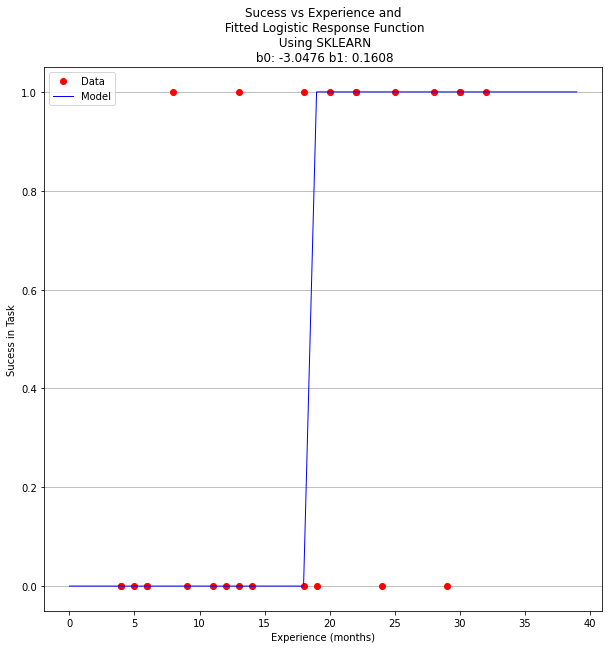 Sucess vs Experience and
Fitted Logistic Response Function
Using SKLEARN
b0: -3.0476 b1: 0.1608
Data
Model
1.0
0.8
0.6
0.4
0.2
0.0
Sucess in Task
0 5 10 15 20 25 30 35 40
Experience (months)